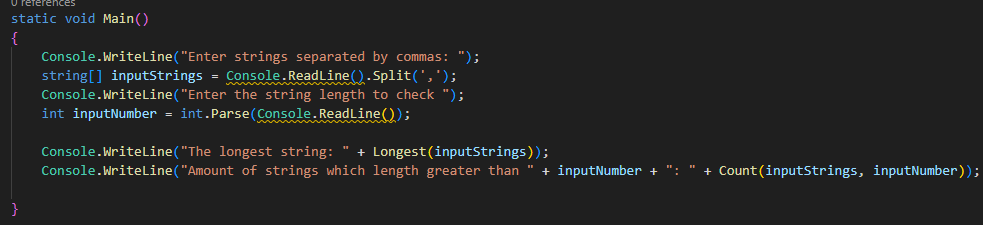 0 references
static void Main()
{
Console.WriteLine("Enter strings separated by commas: ");
string[] inputStrings = Console.ReadLine().Split(',');
Console.WriteLine("Enter the string length to check ");
int inputNumber = int.Parse(Console.ReadLine());
Console.WriteLine("The longest string: " + Longest(inputStrings));
Console.WriteLine("Amount of strings which length greater than " + inputNumber + ": " + Count(inputStrings, inputNumber));
}